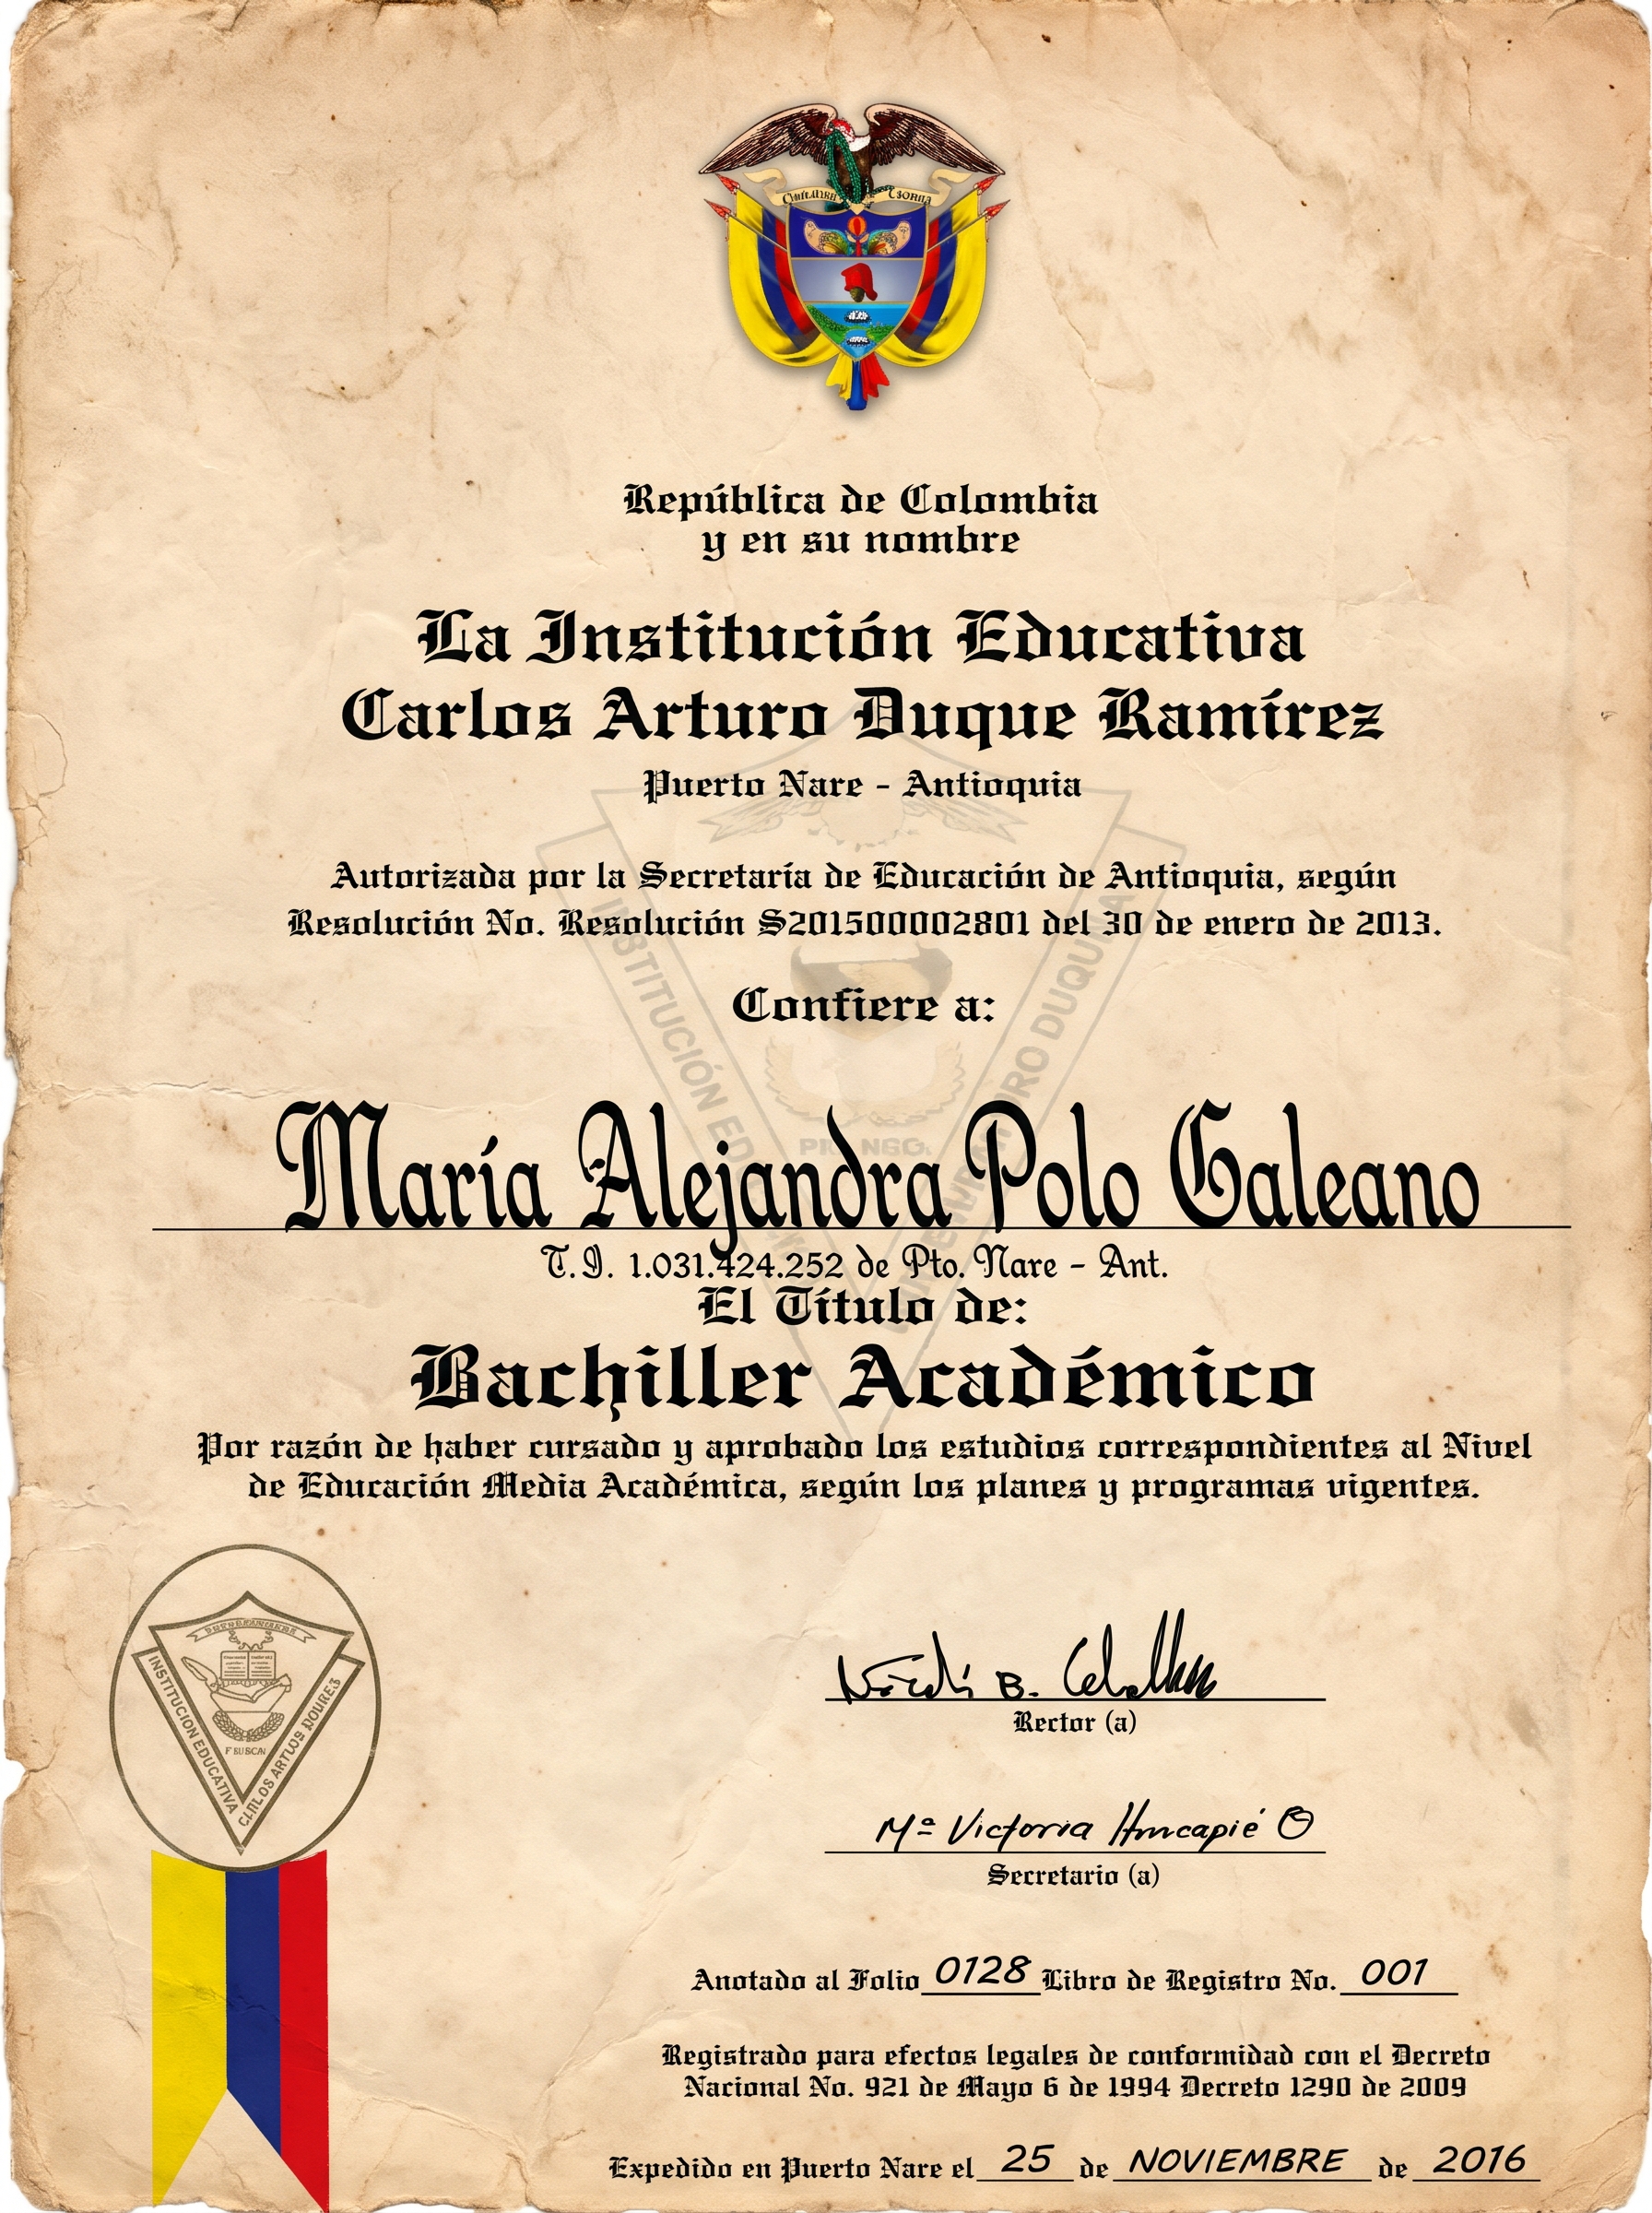 República de Colombia
y en su nombre
La Institución Educativa
Carlos Arturo Duque Ramírez
Puerto Nare - Antioquia
Autorizada por la Secretaría de Educación de Antioquia, según
Resolución No. Resolución S201500002801 del 30 de enero de 2013.
Confiere a:
María Alejandra Polo Galeano
T.I. 1.031.424.252 de Pto. Nare - Ant.
El Título de:
Bachiller Académico
Por razón de haber cursado y aprobado los estudios correspondientes al Nivel
de Educación Media Académica, según los planes y programas vigentes.
INSTITUCION EDUCATIVA
B.
Rector (a)
Mª Victoria
Secretario (a)
Anotado al Folio 0128 Libro de Registro No. 001
Registrado para efectos legales de conformidad con el Decreto
Nacional No. 921 de Mayo 6 de 1994 Decreto 1290 de 2009
Expedido en Puerto Nare el 25 de NOVIEMBRE de 2016